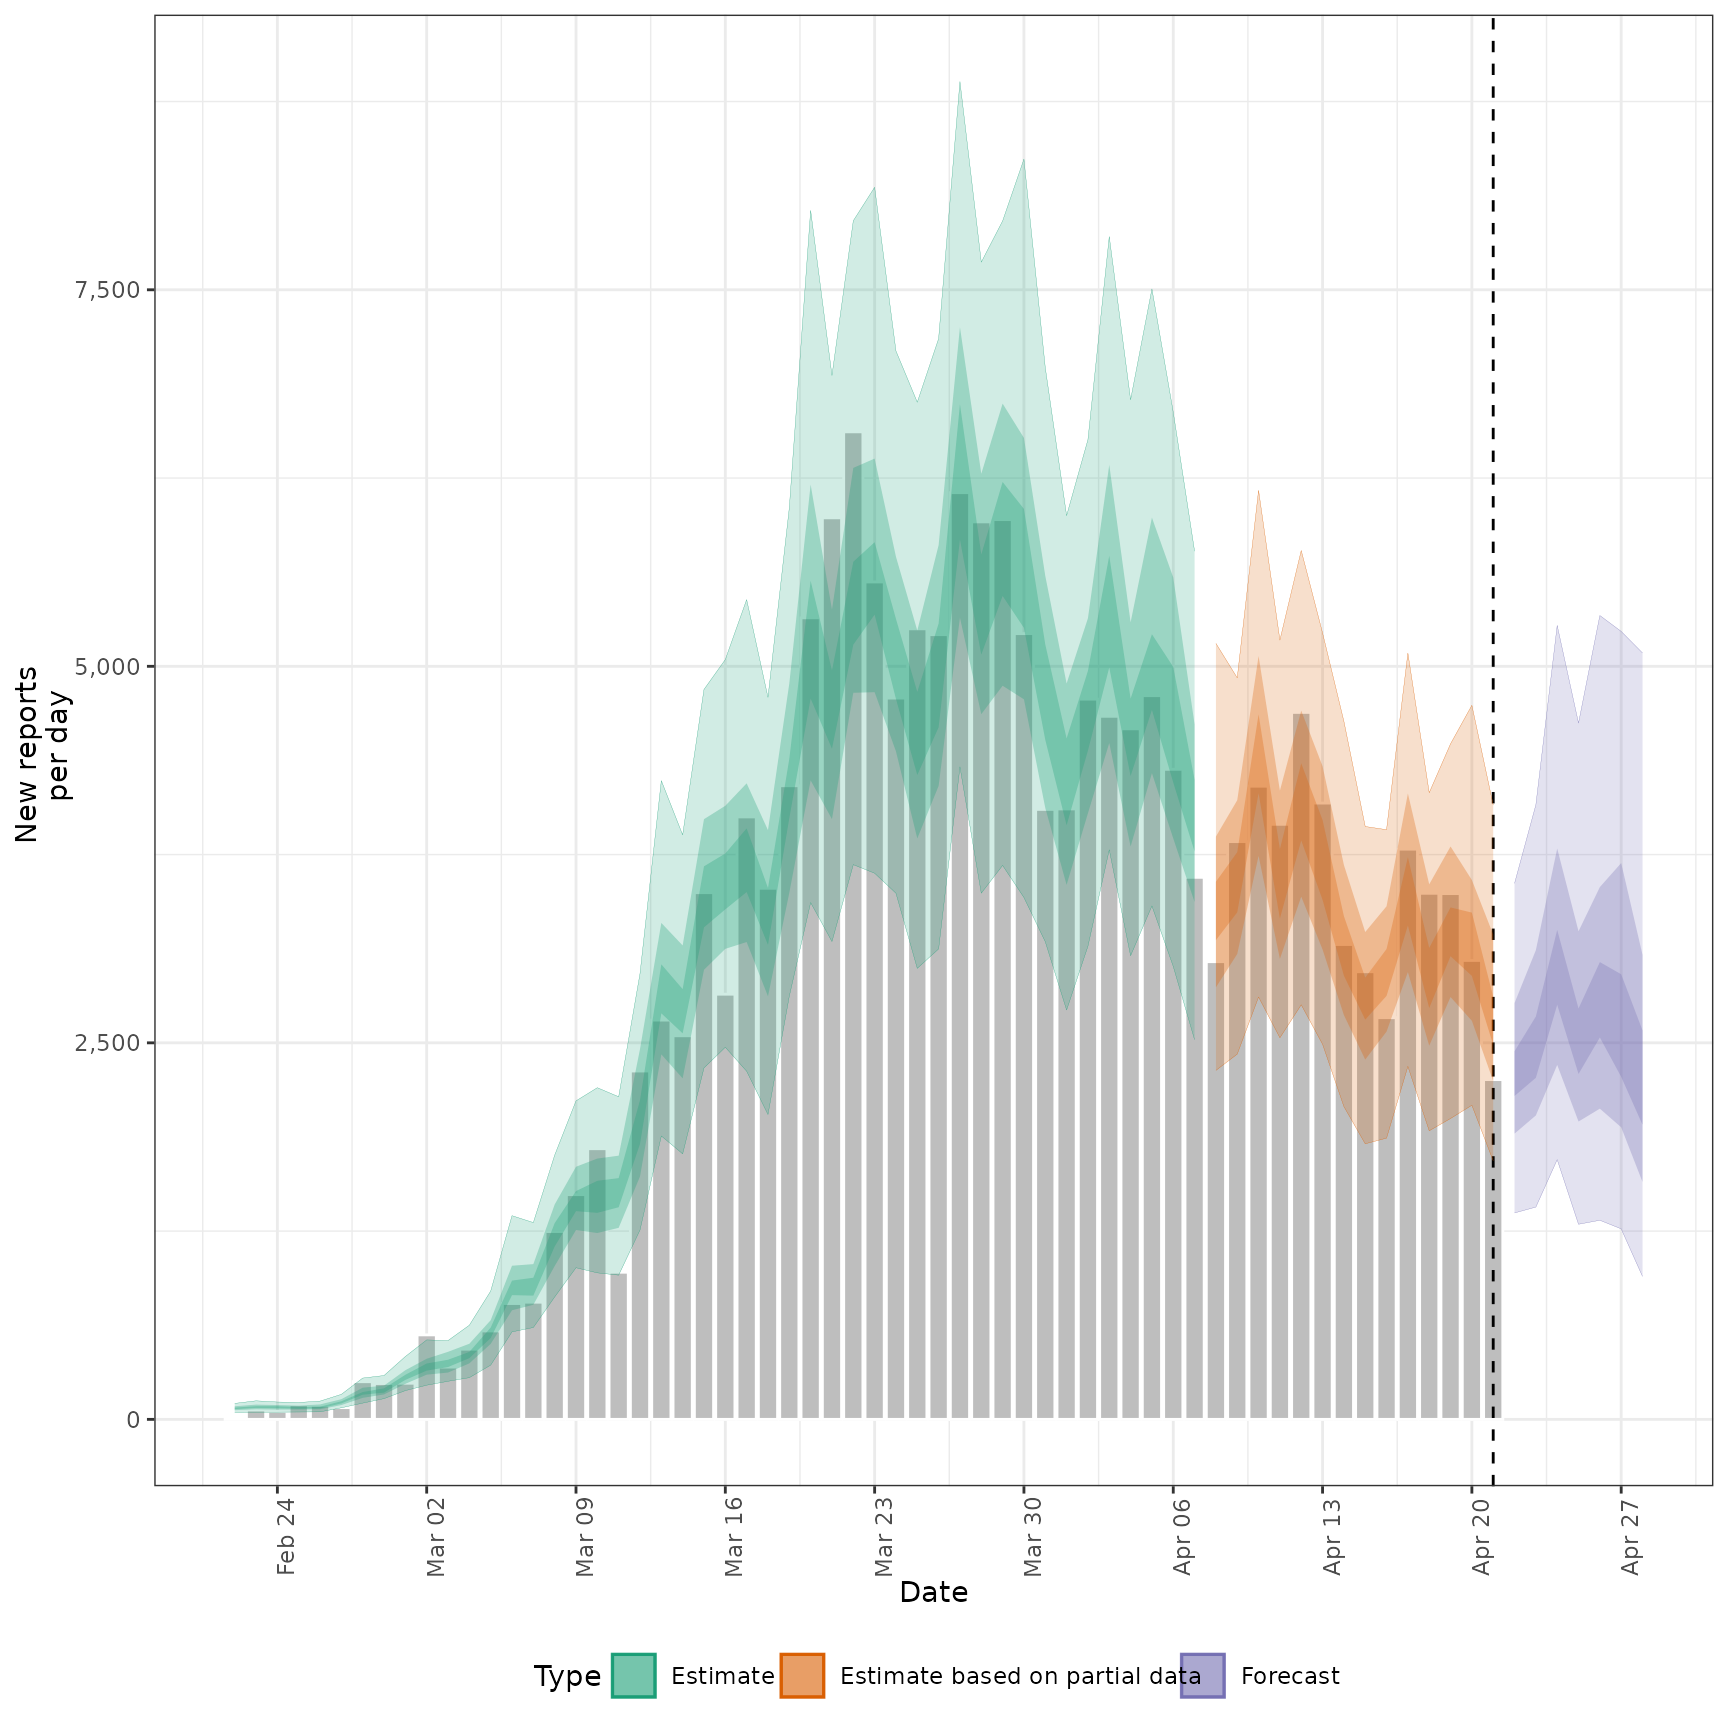 New reports
per day
7,500
5,000
2,500
0
Feb 24
Mar 02
Mar 09
Mar 16
Mar 23
Mar 30
Apr 06
Apr 13
Apr 20
Apr 27
Date
Type
Estimate
Estimate based on partial data
Forecast